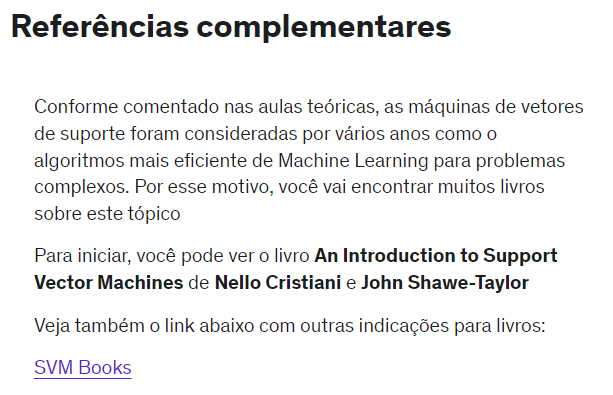 Referências complementares
Conforme comentado nas aulas teóricas, as máquinas de vetores
de suporte foram consideradas por vários anos como o
algoritmos mais eficiente de Machine Learning para problemas
complexos. Por esse motivo, você vai encontrar muitos livros
sobre este tópico
Para iniciar, você pode ver o livro An Introduction to Support
Vector Machines de Nello Cristiani e John Shawe-Taylor
Veja também o link abaixo com outras indicações para livros:
SVM Books